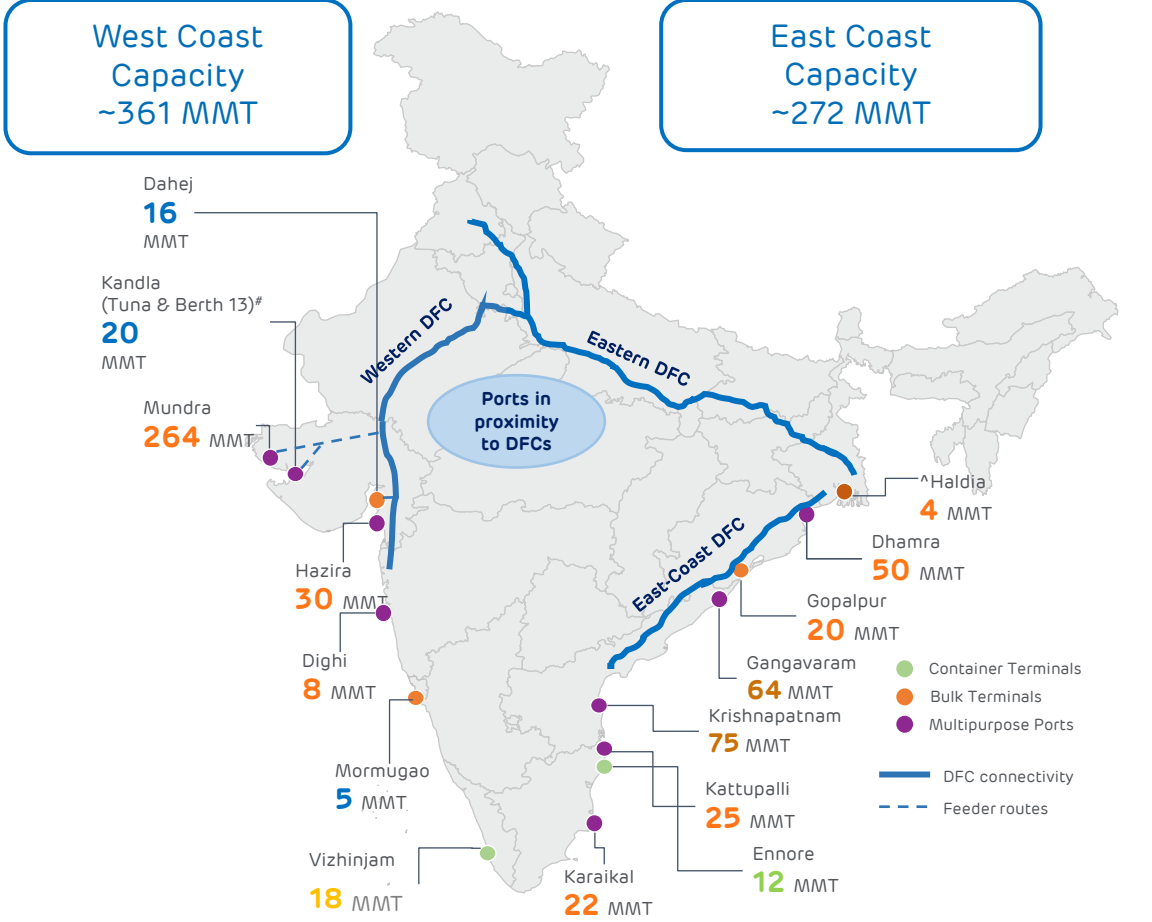 West Coast
Capacity
~361 MMT
East Coast
Capacity
~272 MMT
Dahej
16
MMT
Kandla
(Tuna & Berth 13)#
20
MMT
Mundra
264 MMT
Western DFC
Eastern DFC
Ports in
proximity
to DFCs
East-Coast DFC
^Haldia
4 MMT
Dhamra
50 MMT
Gopalpur
20 MMT
Gangavaram
64 MMT
Krishnapatnam
75 MMT
Kattupalli
25 MMT
Ennore
12 MMT
Karaikal
22 MMT
Hazira
30 MMT
Dighi
8 MMT
Mormugao
5 MMT
Vizhinjam
18 MMT
Container Terminals
Bulk Terminals
Multipurpose Ports
DFC connectivity
Feeder routes